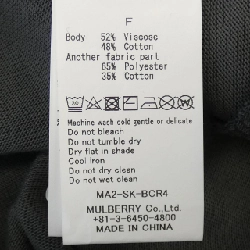 F
Body 52% Viscose
48% Cotton
Another fabric part
65% Polyester
35% Cotton
Machine wash cold gentle or delicate
Do not bleach
Do not tumble dry
Dry flat in shade
Cool iron
Do not dry clean
Do not wet clean
MA2-SK-BCR4
MULBERRY Co.,Ltd.
+81-3-6450-4800
MADE IN CHINA